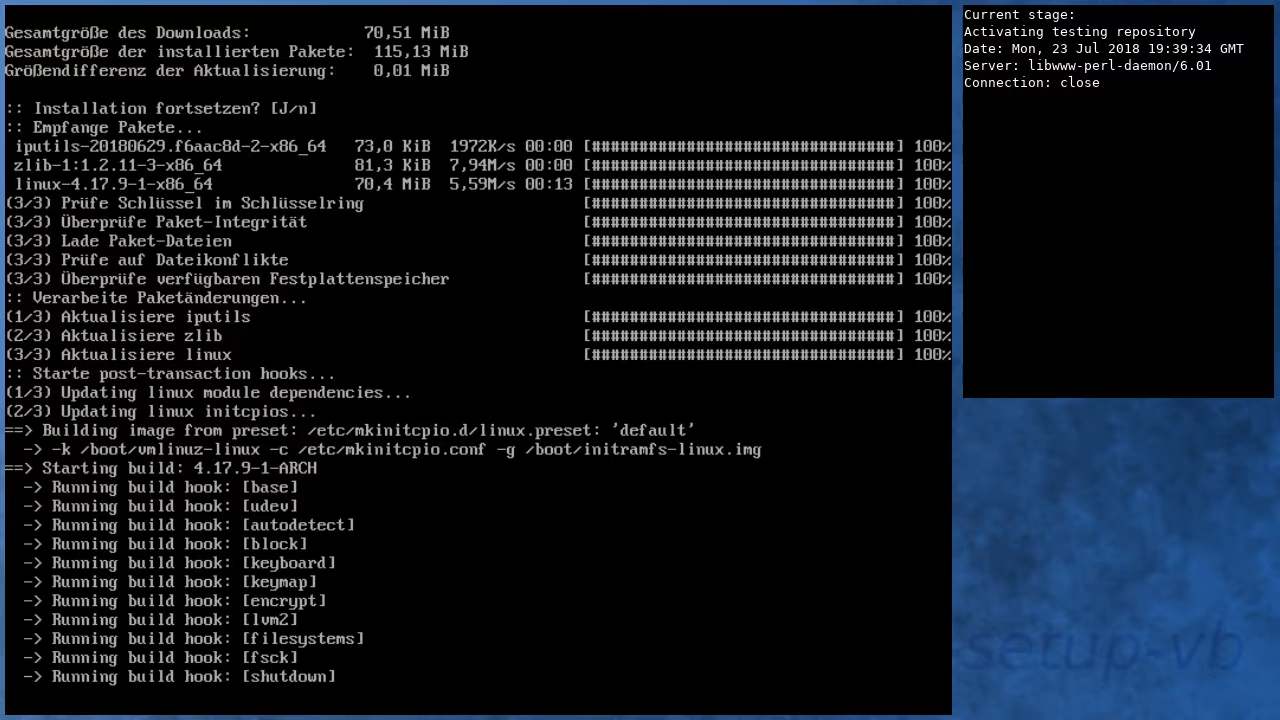 Gesamtgröße des Downloads:            70,51 MiB
Gesamtgröße der installierten Pakete:  115,13 MiB
Größendifferenz der Aktualisierung:    0,01 MiB
:: Installation fortsetzen? [J/n]
:: Empfange Pakete...
iputils-20180629.f6aac8d-2-x86_64   73,0 KiB  1972K/s 00:00 [################################] 100%
zlib-1:1.2.11-3-x86_64              81,3 KiB  7,94M/s 00:00 [################################] 100%
linux-4.17.9-1-x86_64               70,4 MiB  5,59M/s 00:13 [################################] 100%
(3/3) Prüfe Schlüssel im Schlüsselring                       [################################] 100%
(3/3) Überprüfe Paket-Integrität                             [################################] 100%
(3/3) Lade Paket-Dateien                                     [################################] 100%
(3/3) Prüfe auf Dateikonflikte                               [################################] 100%
(3/3) Überprüfe verfügbaren Festplattenspeicher              [################################] 100%
:: Verarbeite Paketänderungen...
(1/3) Aktualisiere iputils                                   [################################] 100%
(2/3) Aktualisiere zlib                                      [################################] 100%
(3/3) Aktualisiere linux                                     [################################] 100%
:: Starte post-transaction hooks...
(1/3) Updating linux module dependencies...
(2/3) Updating linux initcpios...
==> Building image from preset: /etc/mkinitcpio.d/linux.preset: 'default'
-> -k /boot/vmlinuz-linux -c /etc/mkinitcpio.conf -g /boot/initramfs-linux.img
==> Starting build: 4.17.9-1-ARCH
-> Running build hook: [base]
-> Running build hook: [udev]
-> Running build hook: [autodetect]
-> Running build hook: [block]
-> Running build hook: [keyboard]
-> Running build hook: [keymap]
-> Running build hook: [encrypt]
-> Running build hook: [lvm2]
-> Running build hook: [filesystems]
-> Running build hook: [fsck]
-> Running build hook: [shutdown]
Current stage:
Activating testing repository
Date: Mon, 23 Jul 2018 19:39:34 GMT
Server: libwww-perl-daemon/6.01
Connection: close
-setup-vb